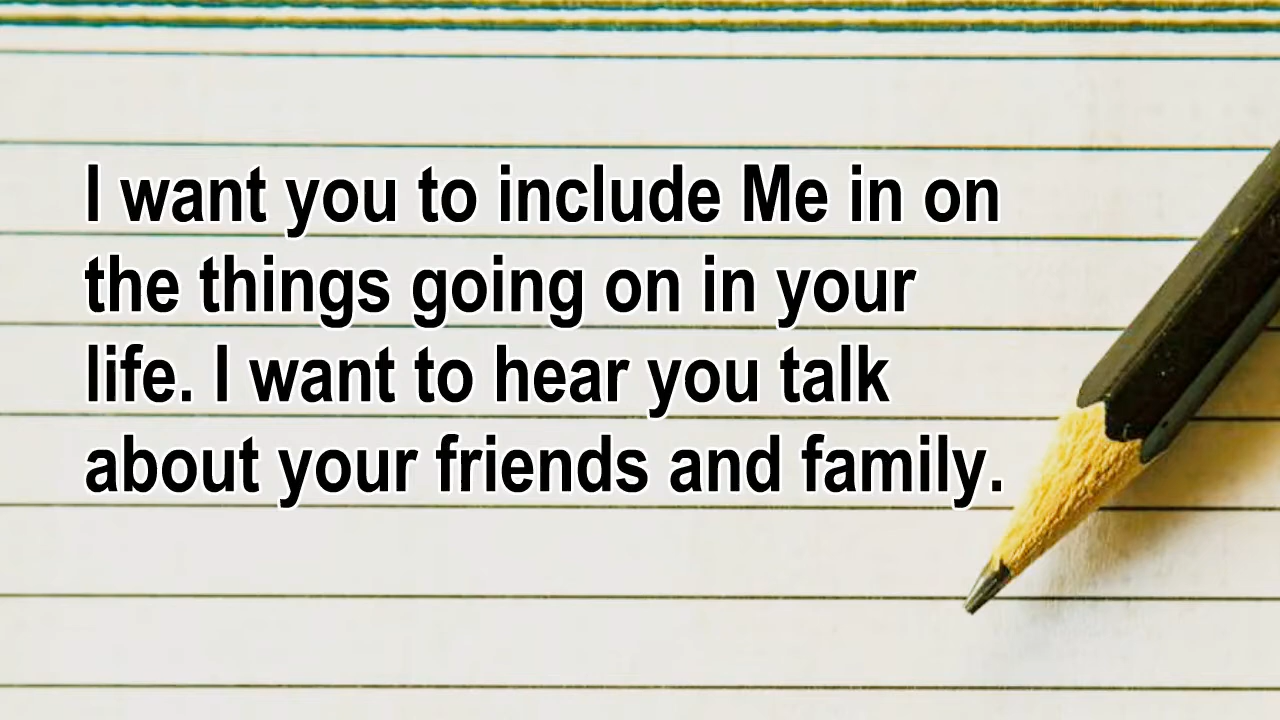 I want you to include Me in on
the things going on in your
life. I want to hear you talk
about your friends and family.